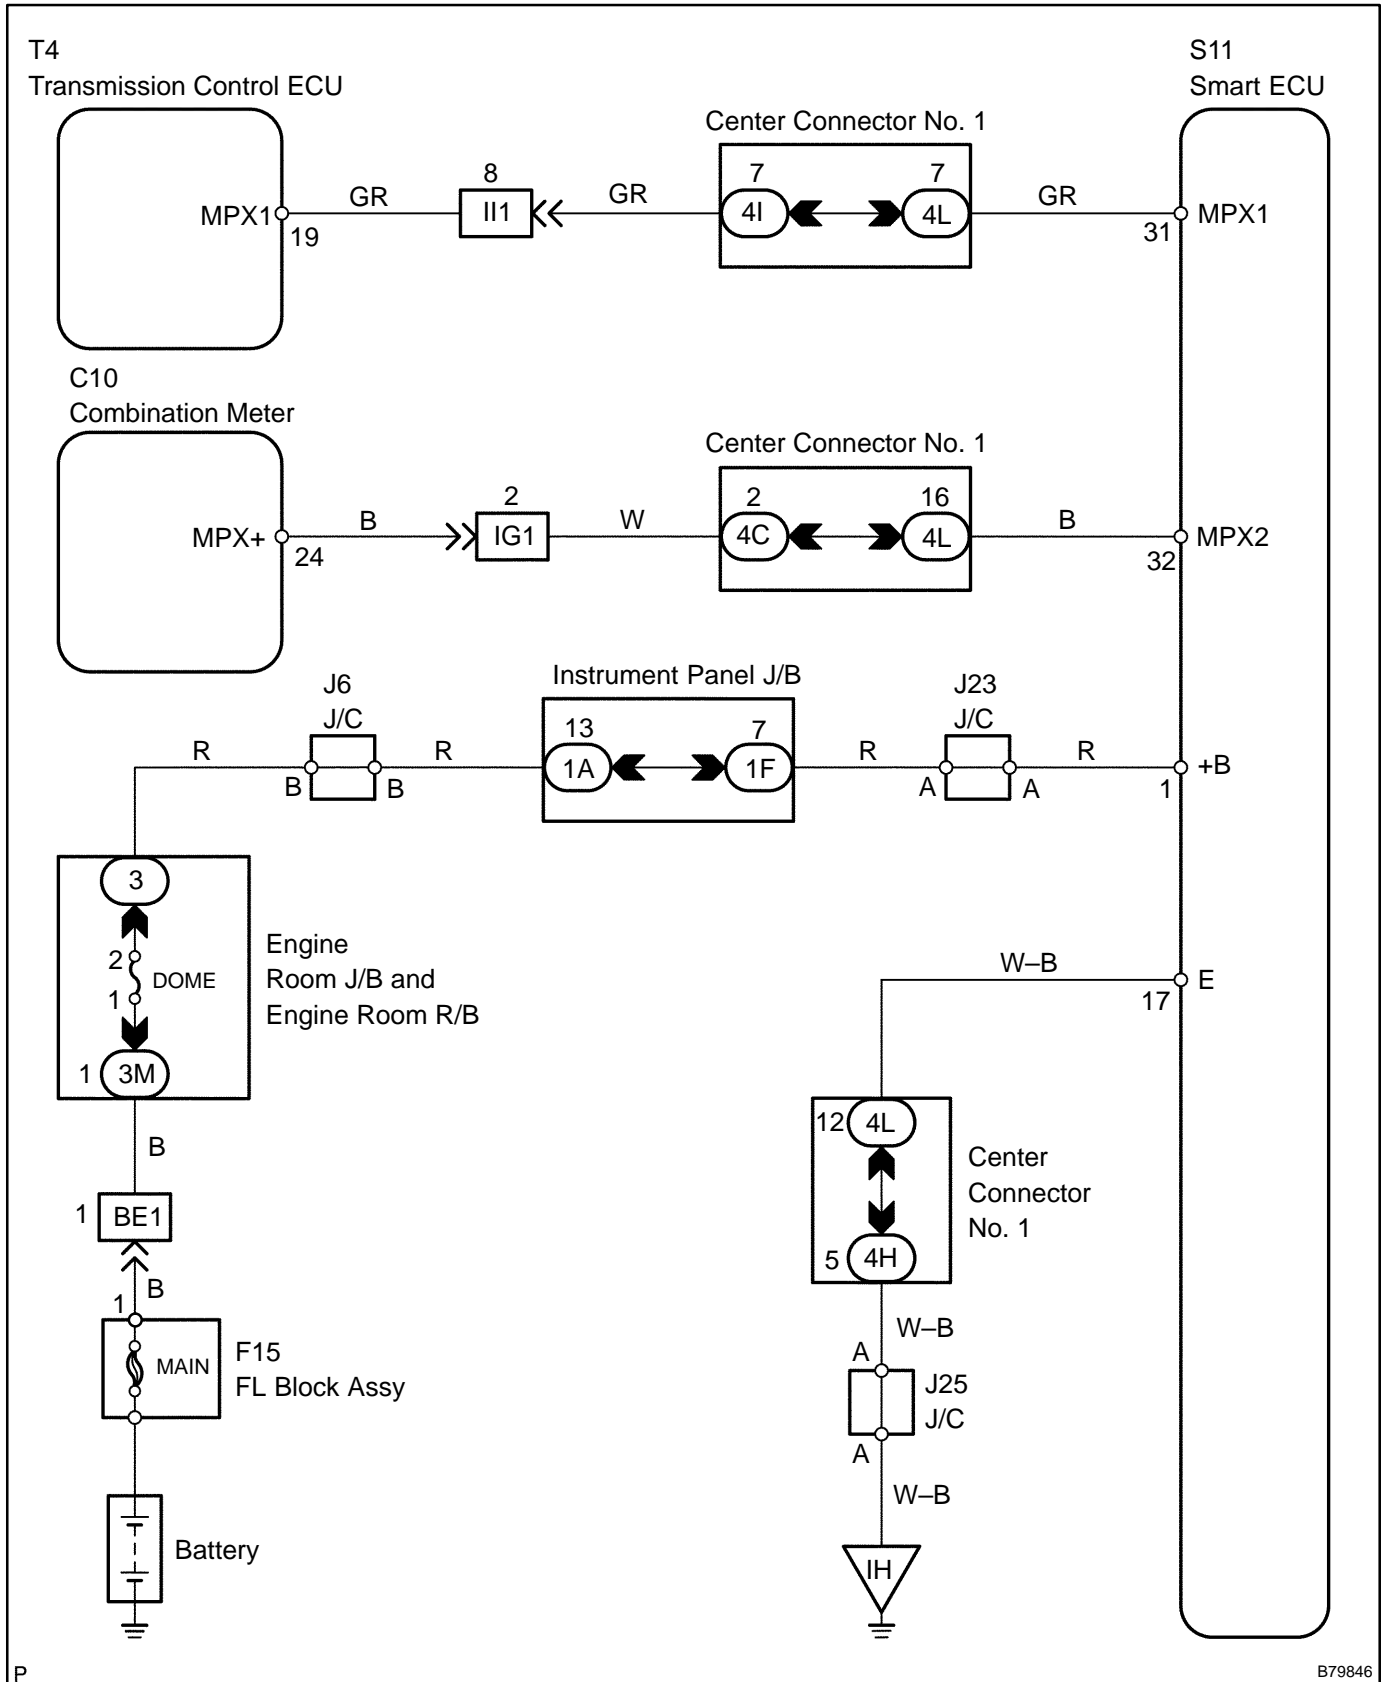 T4
Transmission Control ECU
S11
Smart ECU
Center Connector No. 1
MPX1
19
GR
8
II1
GR
7
4I
7
4L
GR
31
MPX1
C10
Combination Meter
Center Connector No. 1
MPX+
24
B
2
IG1
W
2
4C
16
4L
B
32
MPX2
Instrument Panel J/B
J6
J/C
J23
J/C
R
B
B
R
13
1A
7
1F
R
A
A
R
1
+B
3
2
1
DOME
1
3M
Engine
Room J/B and
Engine Room R/B
W–B
17
E
B
1
BE1
B
1
MAIN
F15
FL Block Assy
Battery
12
4L
5
4H
Center
Connector
No. 1
W–B
A
J25
J/C
A
W–B
IH
P
B79846